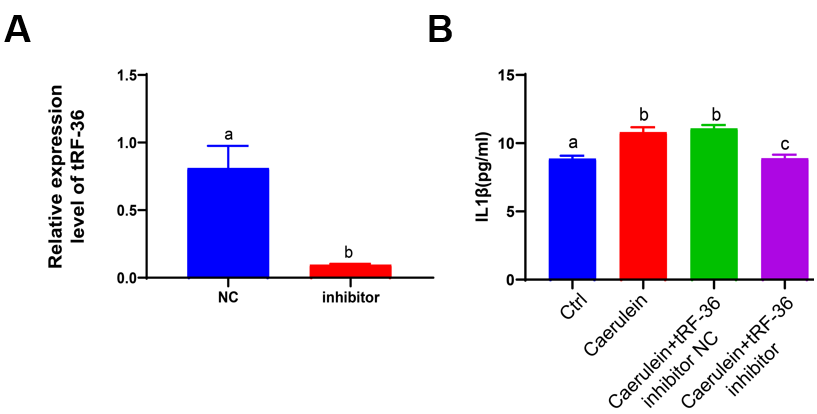 A
Relative expression
level of tRF-36
1.5
1.0
0.5
0.0
a
b
NC
inhibitor
B
IL1β(pg/ml)
15
10
5
0
a
b
b
c
Ctrl
Caerulein
Caerulein+tRF-36
inhibitor NC
Caerulein+tRF-36
inhibitor